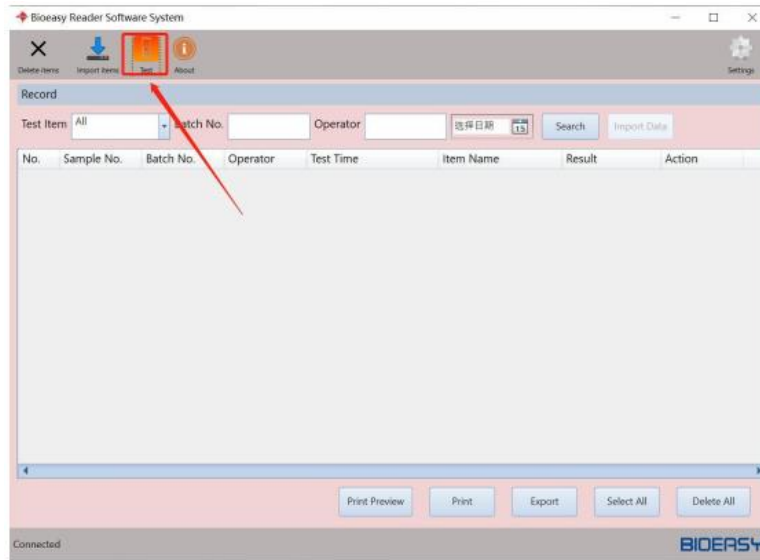 Bioeasy Reader Software System
Delete items Import items Test About Settings
Record
Test Item All Batch No. Operator 选择日期 15 Search Import Data
No. Sample No. Batch No. Operator Test Time Item Name Result Action
Print Preview Print Export Select All Delete All
Connected BIOEASY